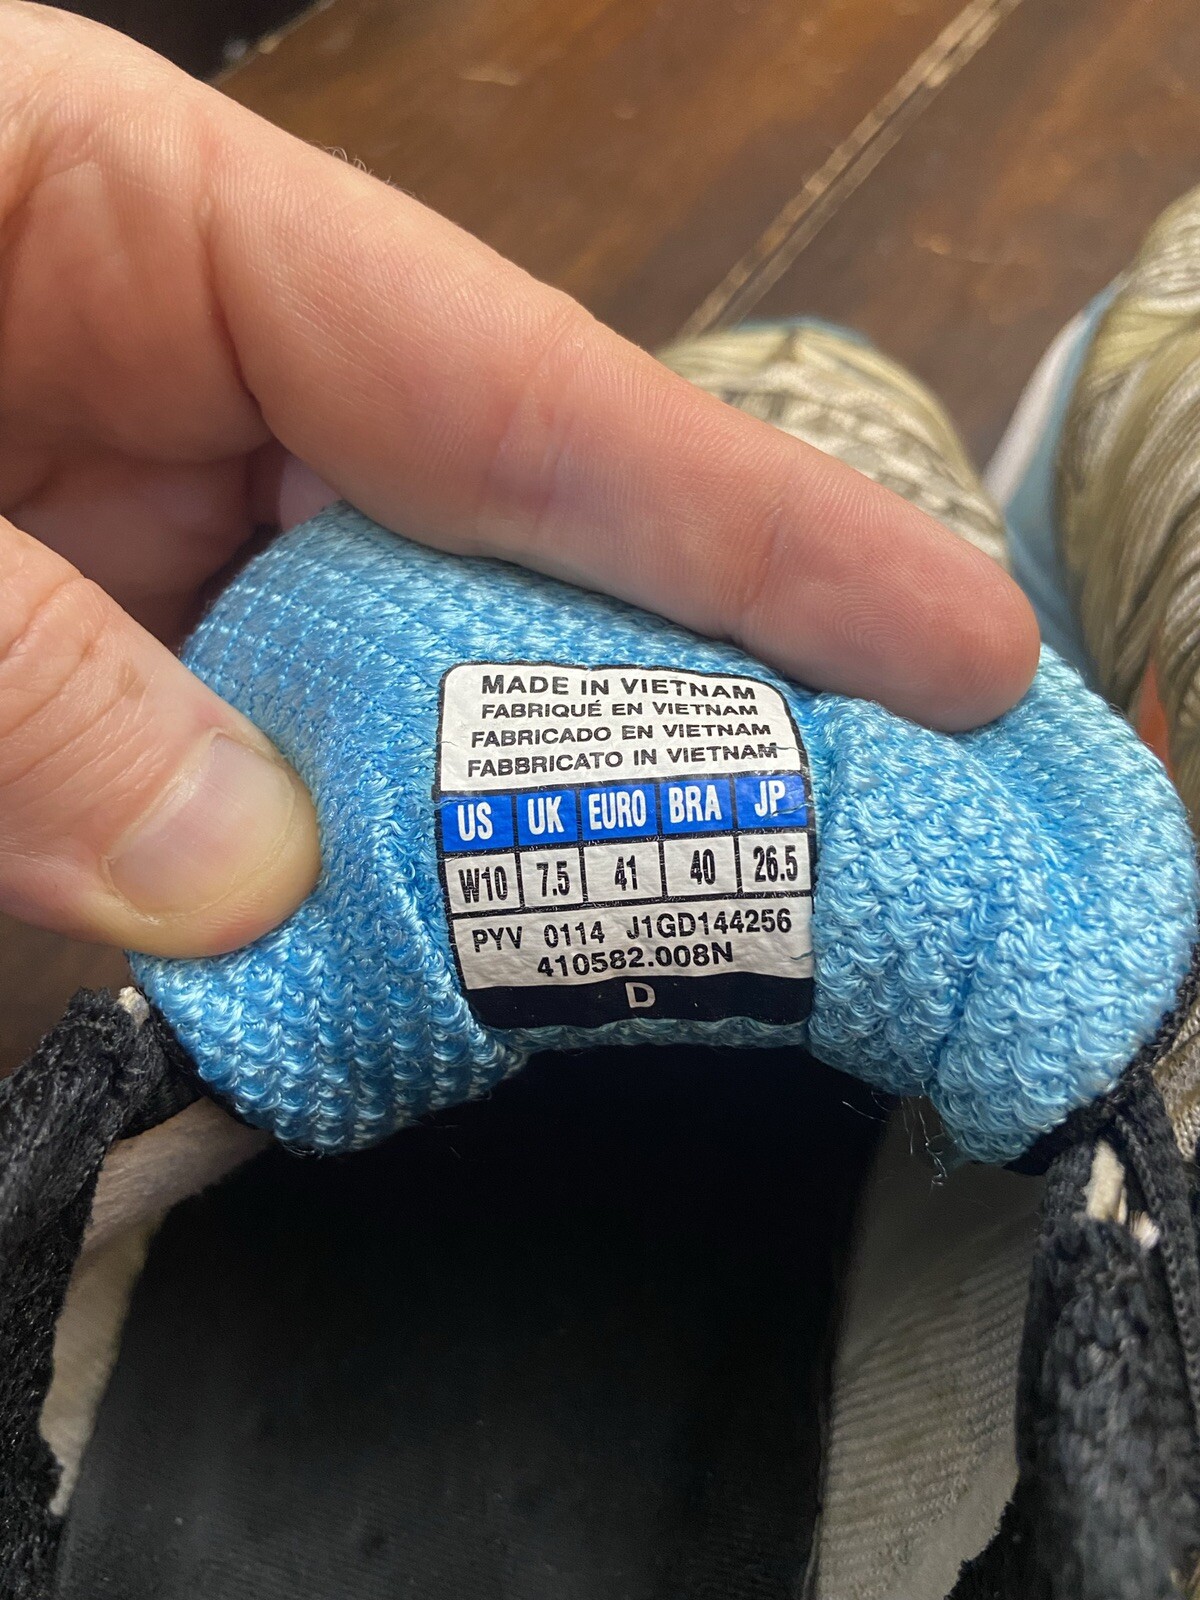 MADE IN VIETNAM
FABRIQUÉ EN VIETNAM
FABRICADO EN VIETNAM
FABBRICATO IN VIETNAM
US UK EURO BRA JP
W10 7.5 41 40 26.5
PYV 0114 J1GD144256
410582.008N
D